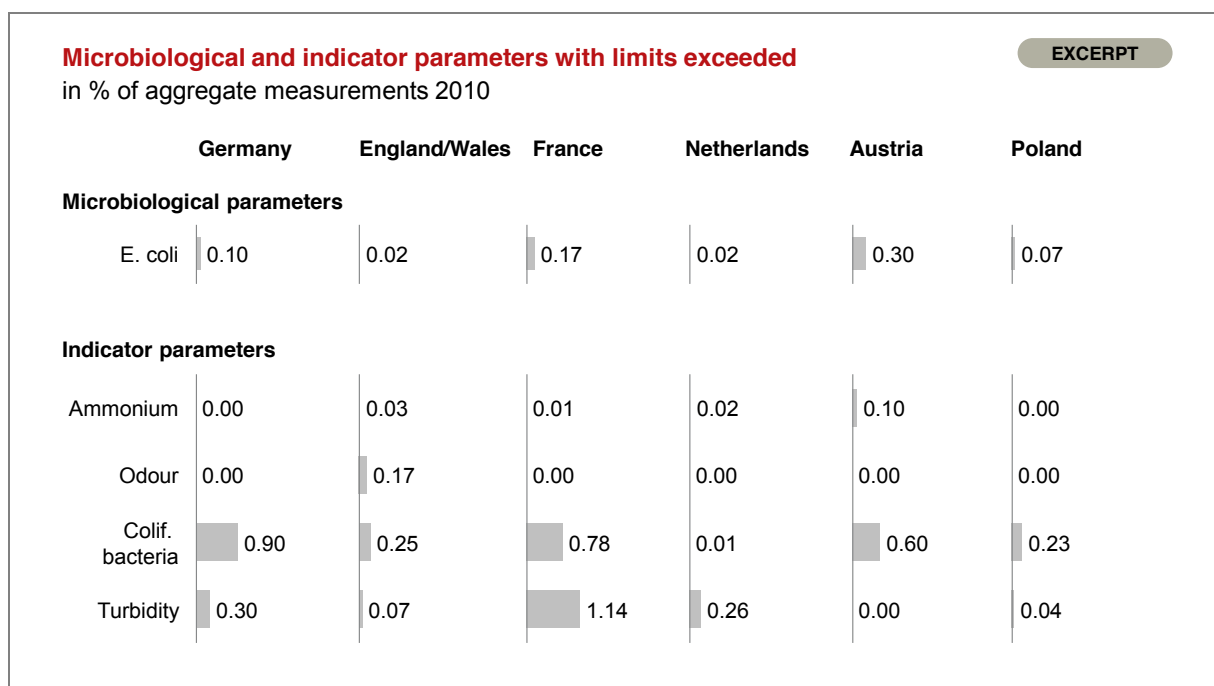 Microbiological and indicator parameters with limits exceeded
EXCERPT
in % of aggregate measurements 2010
Germany England/Wales France Netherlands Austria Poland
Microbiological parameters
E. coli 0.10 0.02 0.17 0.02 0.30 0.07
Indicator parameters
Ammonium 0.00 0.03 0.01 0.02 0.10 0.00
Odour 0.00 0.17 0.00 0.00 0.00 0.00
Colif.
bacteria 0.90 0.25 0.78 0.01 0.60 0.23
Turbidity 0.30 0.07 1.14 0.26 0.00 0.04